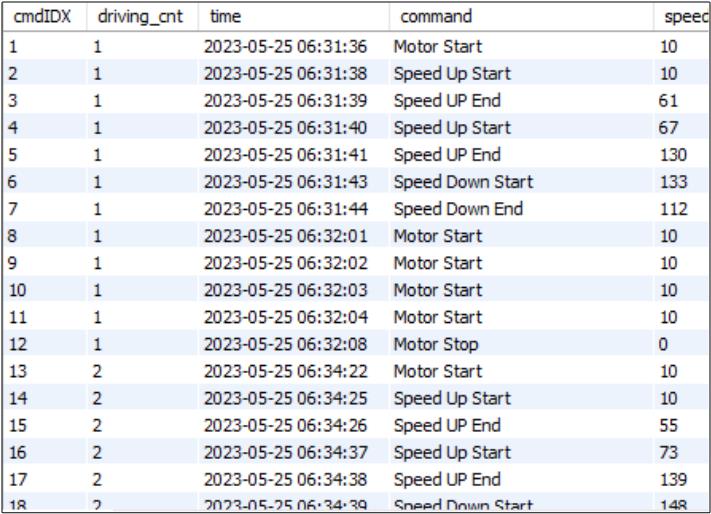 cmdIDX driving_cnt time command speed
1 1 2023-05-25 06:31:36 Motor Start 10
2 1 2023-05-25 06:31:38 Speed Up Start 10
3 1 2023-05-25 06:31:39 Speed UP End 61
4 1 2023-05-25 06:31:40 Speed Up Start 67
5 1 2023-05-25 06:31:41 Speed UP End 130
6 1 2023-05-25 06:31:43 Speed Down Start 133
7 1 2023-05-25 06:31:44 Speed Down End 112
8 1 2023-05-25 06:32:01 Motor Start 10
9 1 2023-05-25 06:32:02 Motor Start 10
10 1 2023-05-25 06:32:03 Motor Start 10
11 1 2023-05-25 06:32:04 Motor Start 10
12 1 2023-05-25 06:32:08 Motor Stop 0
13 2 2023-05-25 06:34:22 Motor Start 10
14 2 2023-05-25 06:34:25 Speed Up Start 10
15 2 2023-05-25 06:34:26 Speed UP End 55
16 2 2023-05-25 06:34:37 Speed Up Start 73
17 2 2023-05-25 06:34:38 Speed UP End 139
18 2 2023-05-25 06:34:39 Speed Down Start 148